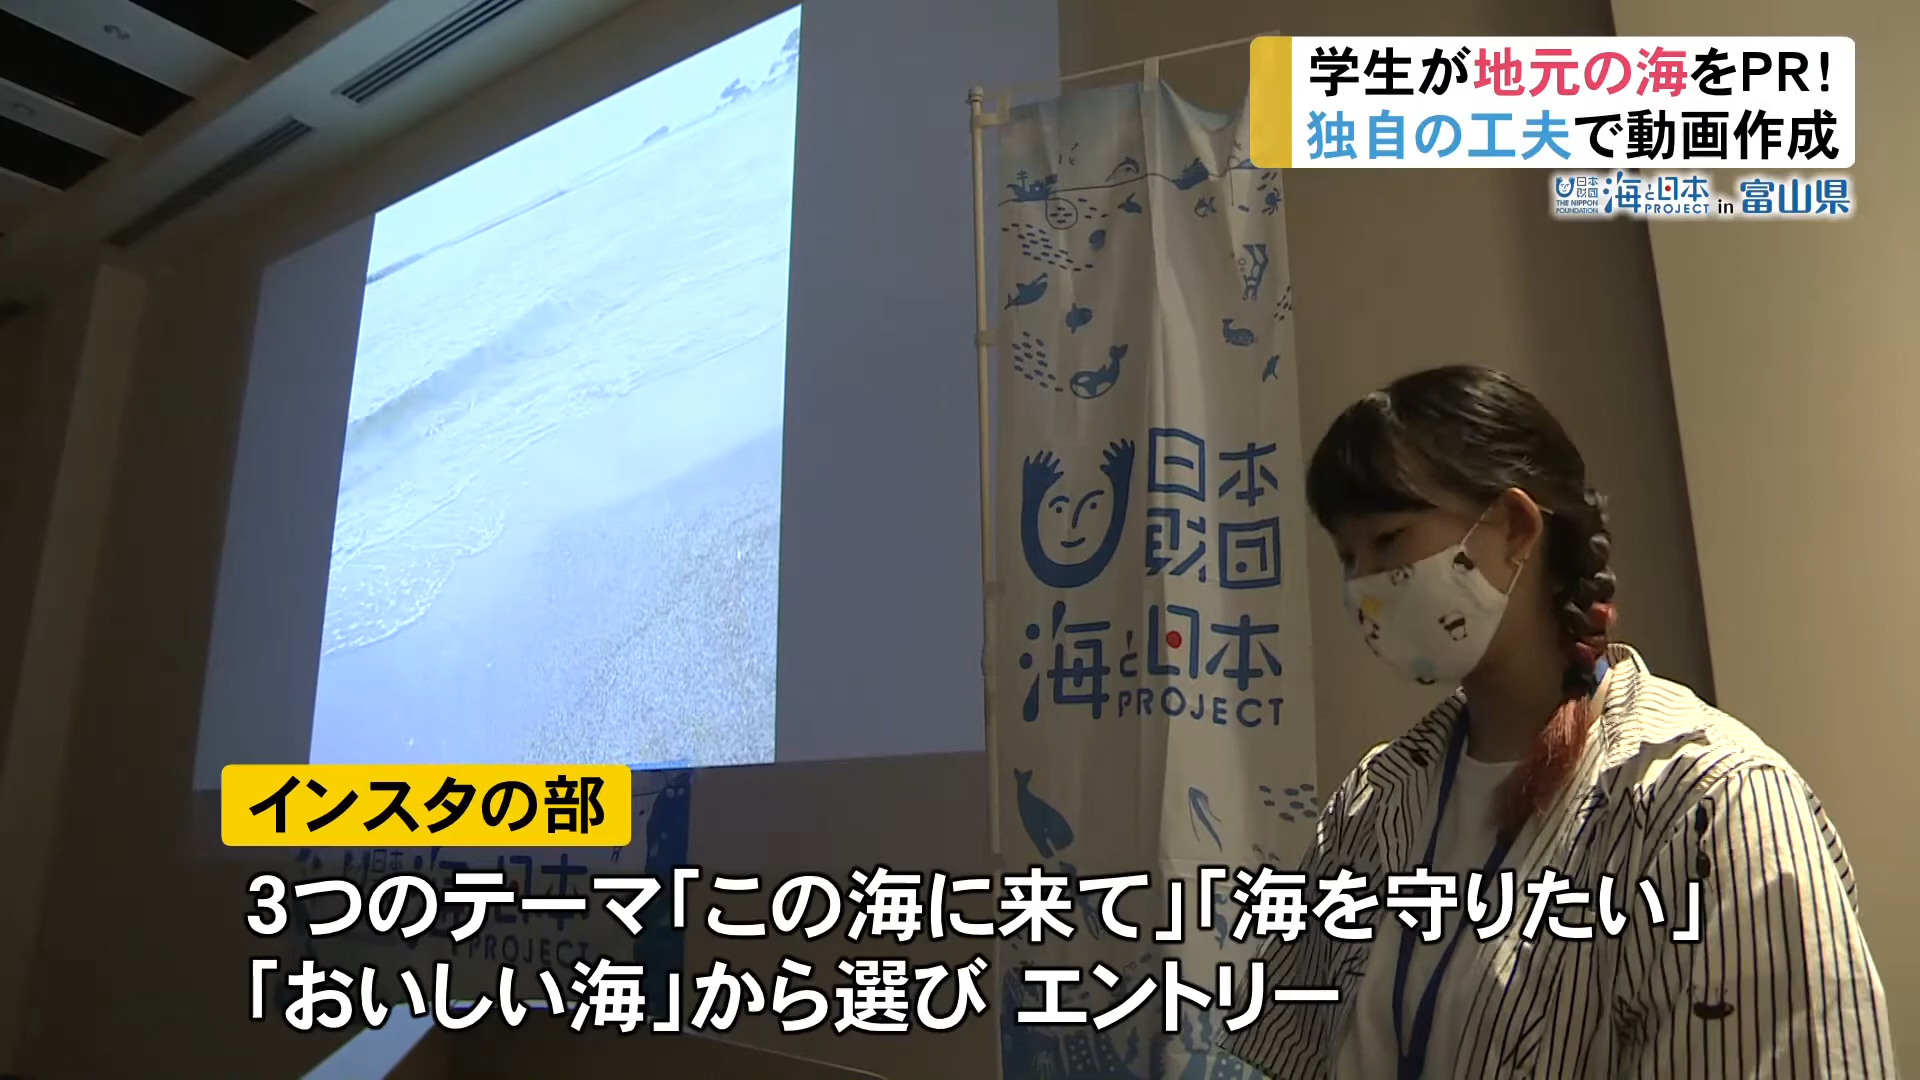 学生が地元の海をPR!
独自の工夫で動画作成
日本
財団
THE NIPPON
FOUNDATION
海と日本
PROJECT
in 富山県
日本
財団
海と日本
PROJECT
インスタの部
3つのテーマ「この海に来て」「海を守りたい」
「おいしい海」から選び エントリー
PROJECT